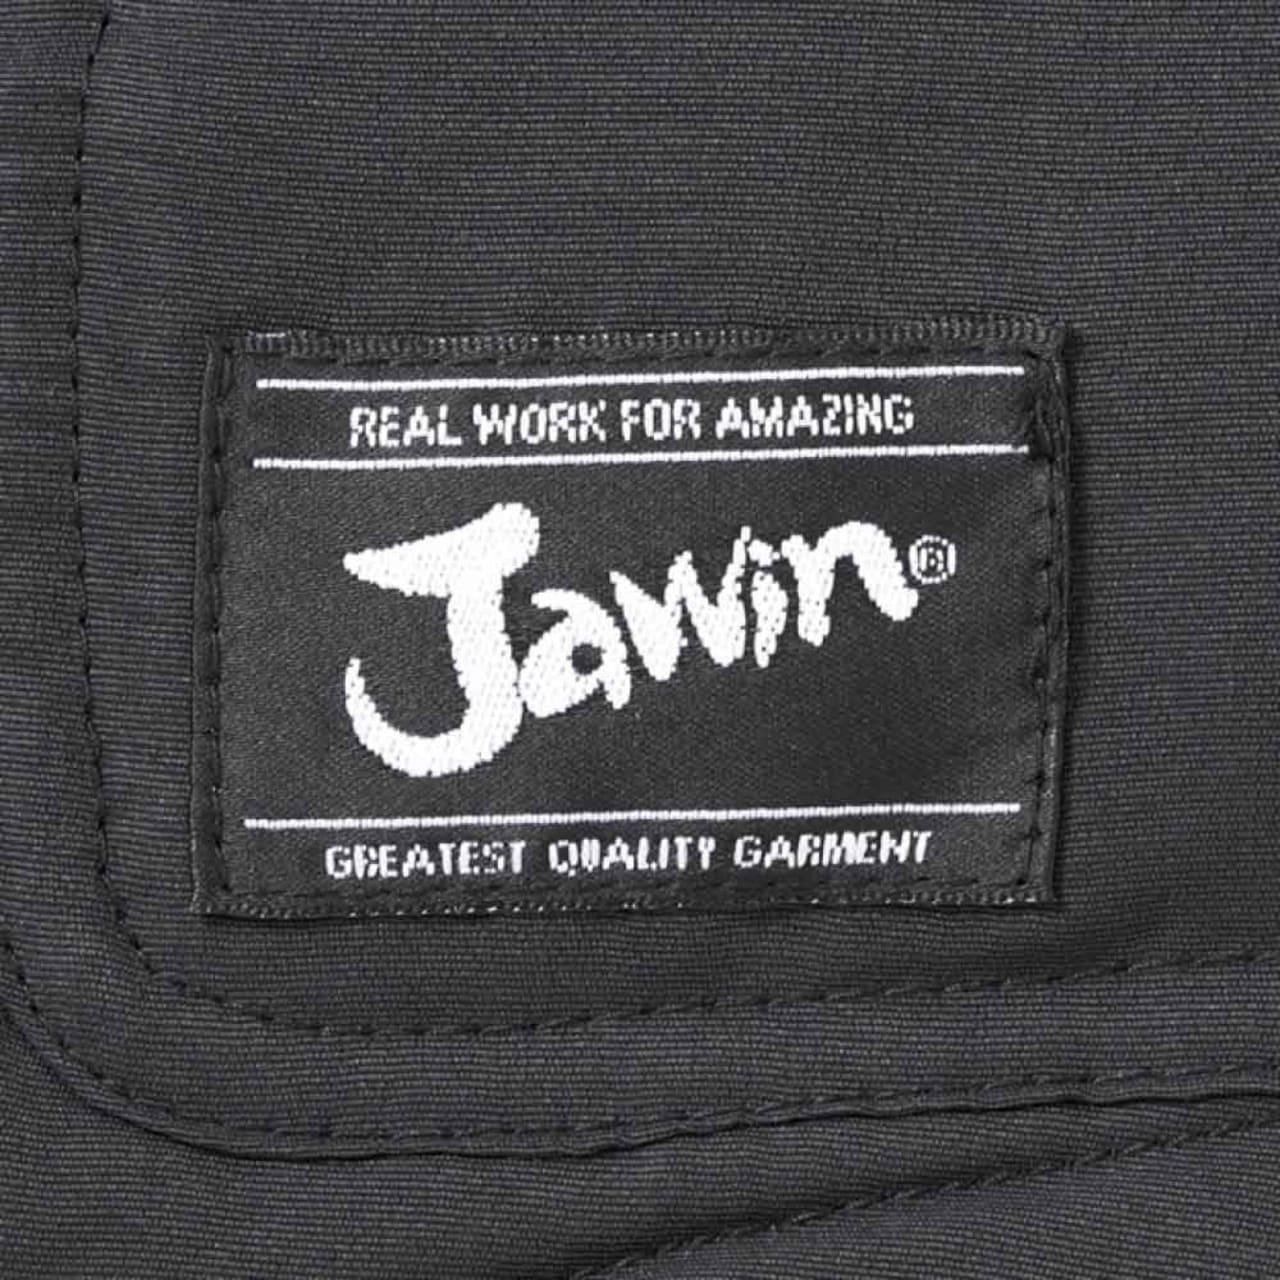 REAL WORK FOR AMAZING
Jawin®
GREATEST QUALITY GARMENT